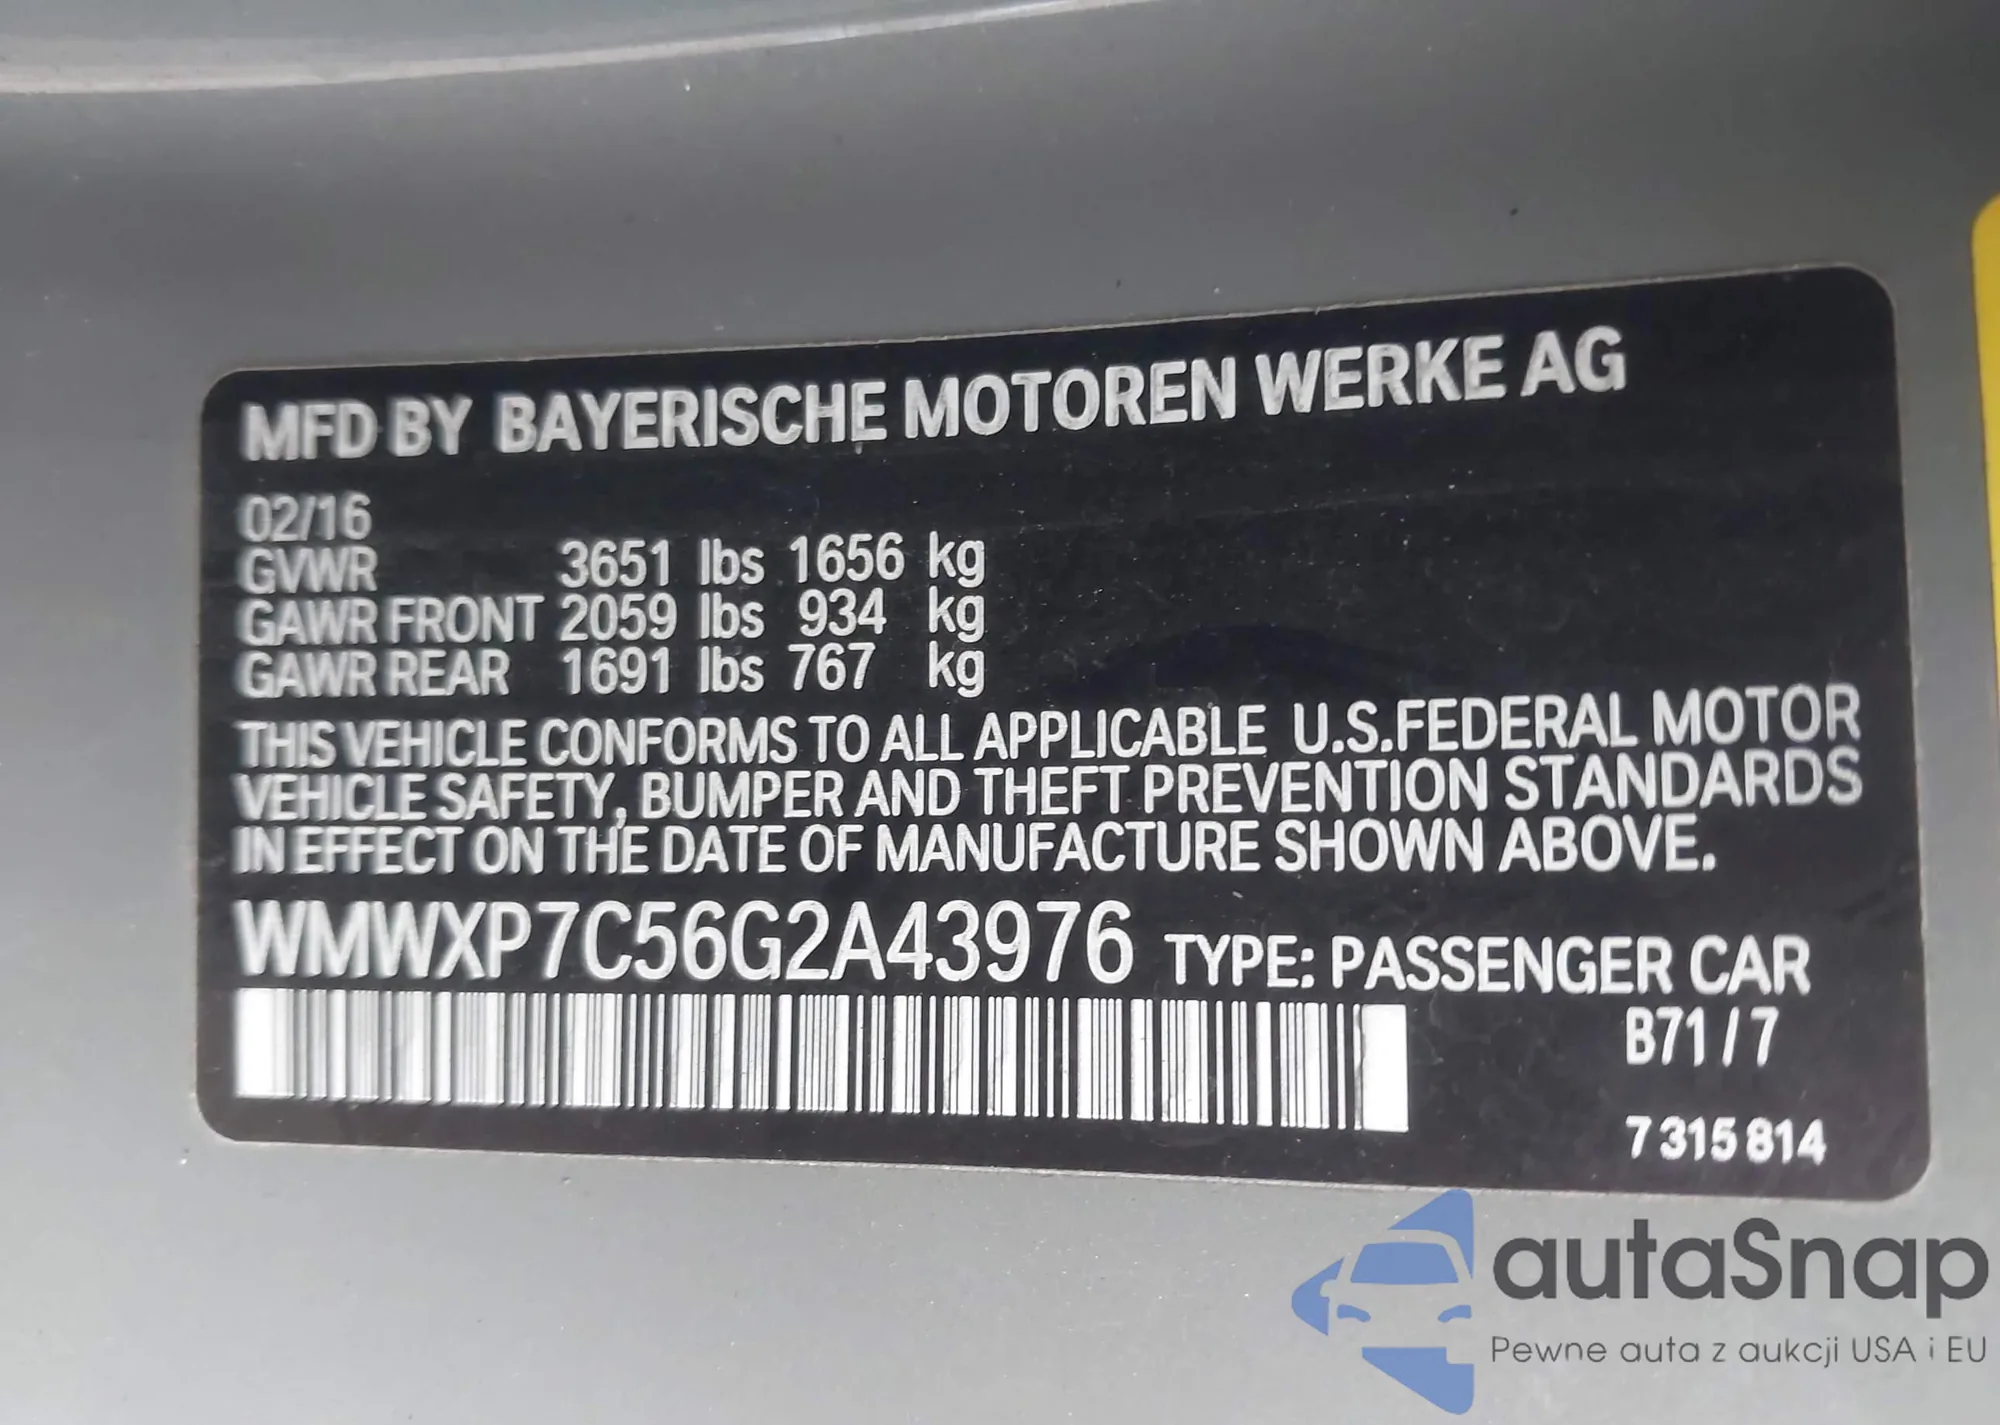 MFD BY BAYERISCHE MOTOREN WERKE AG
02/16
GVWR 3651 lbs 1656 kg
GAWR FRONT 2059 lbs 934 kg
GAWR REAR 1691 lbs 767 kg
THIS VEHICLE CONFORMS TO ALL APPLICABLE U.S.FEDERAL MOTOR
VEHICLE SAFETY, BUMPER AND THEFT PREVENTION STANDARDS
IN EFFECT ON THE DATE OF MANUFACTURE SHOWN ABOVE.
WMWXP7C56G2A43976 TYPE: PASSENGER CAR
B71/7
7 315 814
autaSnap
Pewne auta z aukcji USA i EU